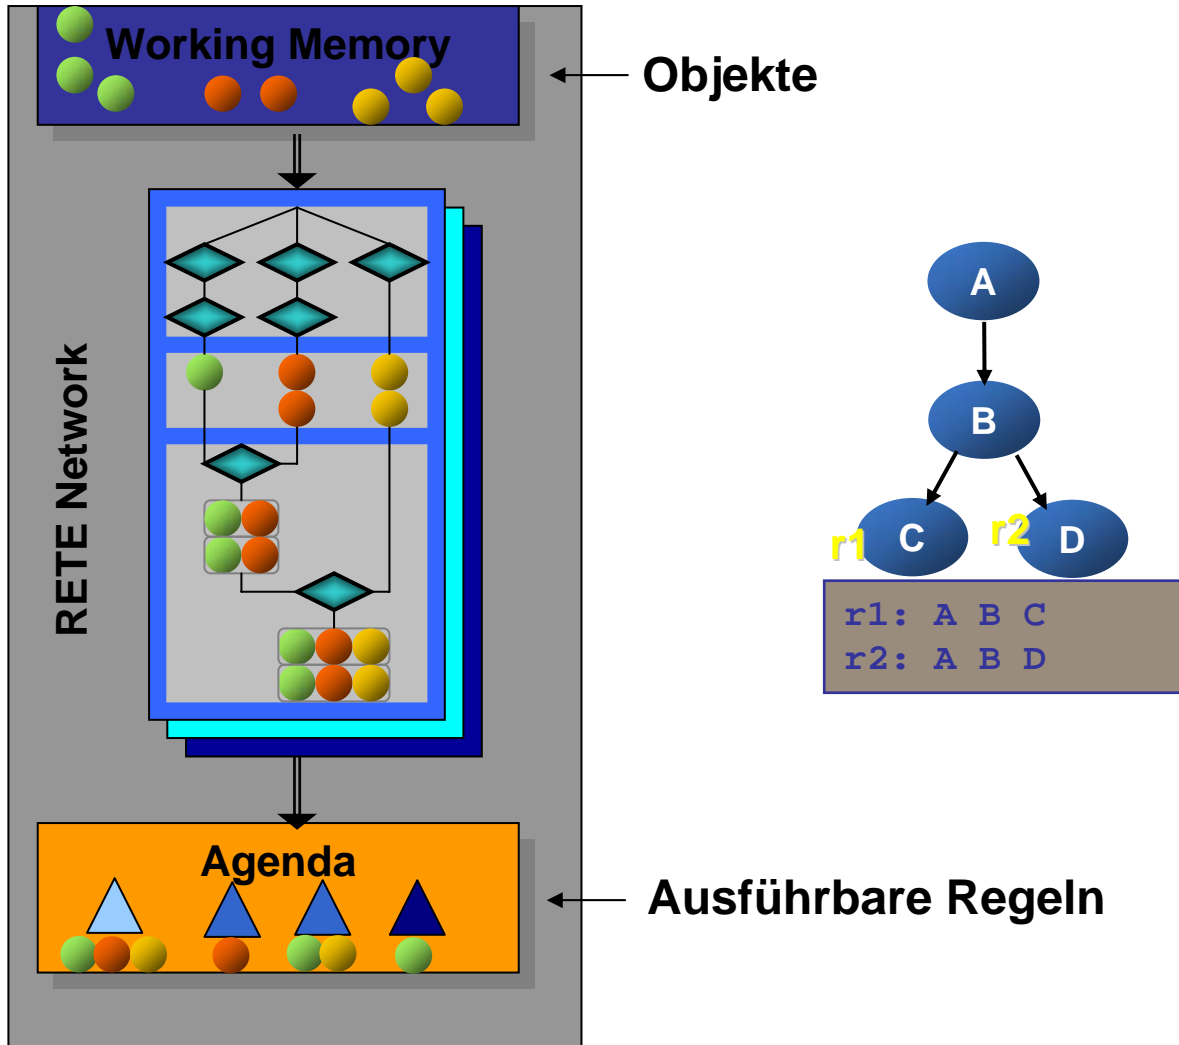 Working Memory
Objekte
RETE Network
A
B
C
D
r1
r2
r1: A B C
r2: A B D
Agenda
Ausführbare Regeln